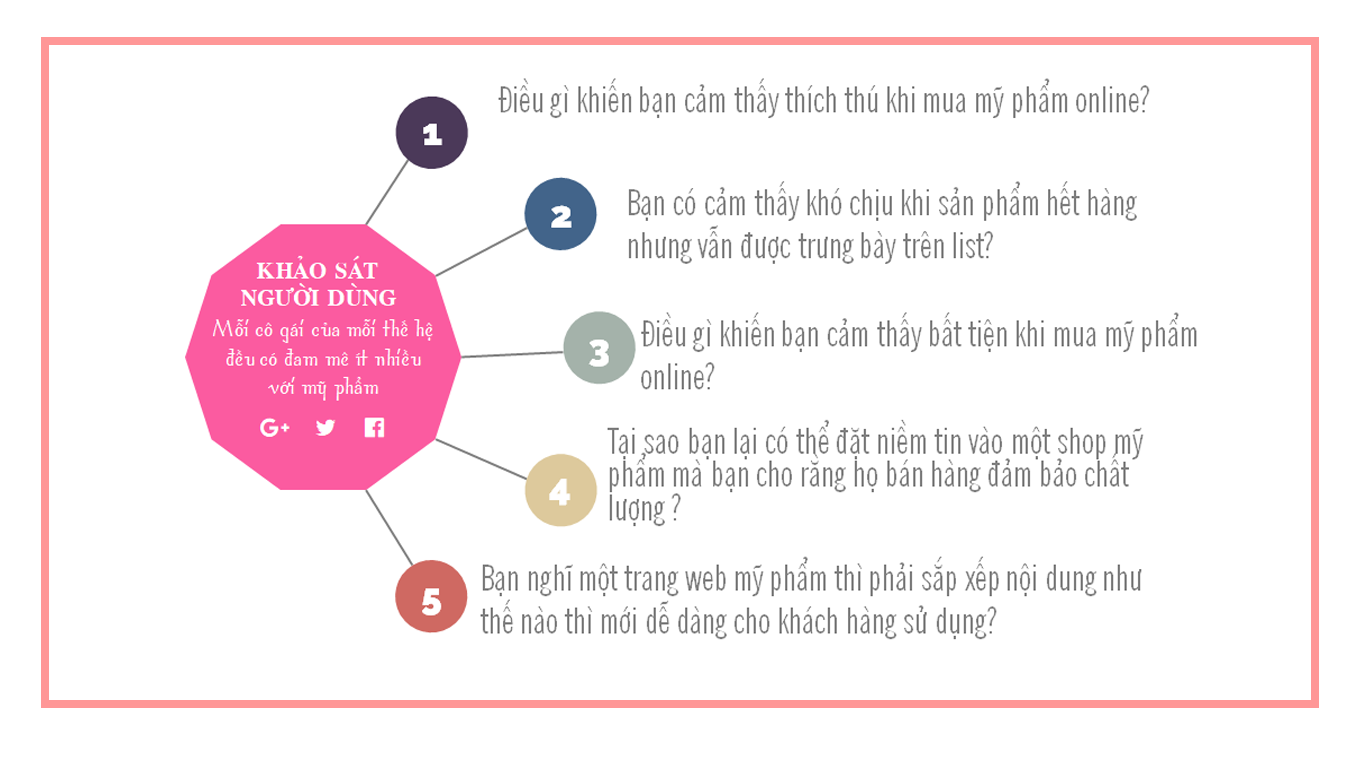 Điều gì khiến bạn cảm thấy thích thú khi mua mỹ phẩm online?
1
Bạn có cảm thấy khó chịu khi sản phẩm hết hàng
nhưng vẫn được trưng bày trên list?
2
KHẢO SÁT
NGƯỜI DÙNG
Mỗi cô gái của mỗi thế hệ
đều có đam mê ít nhiều
với mỹ phẩm
G+
3
Điều gì khiến bạn cảm thấy bất tiện khi mua mỹ phẩm
online?
4
Tại sao bạn lại có thể đặt niềm tin vào một shop mỹ
phẩm mà bạn cho rằng họ bán hàng đảm bảo chất
lượng ?
5
Bạn nghĩ một trang web mỹ phẩm thì phải sắp xếp nội dung như
thế nào thì mới dễ dàng cho khách hàng sử dụng?